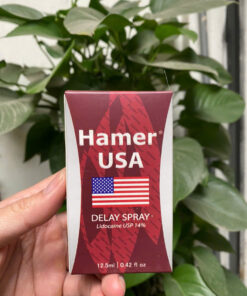 Hamer®
USA
DELAY SPRAY
Lidocaine USP 14%
12.5ml | 0.42 fl oz